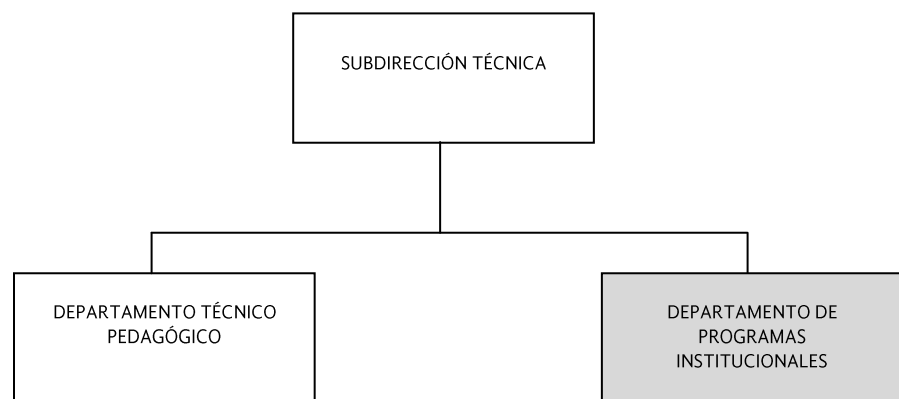 SUBDIRECCIÓN TÉCNICA
DEPARTAMENTO TÉCNICO
PEDAGÓGICO
DEPARTAMENTO DE
PROGRAMAS
INSTITUCIONALES